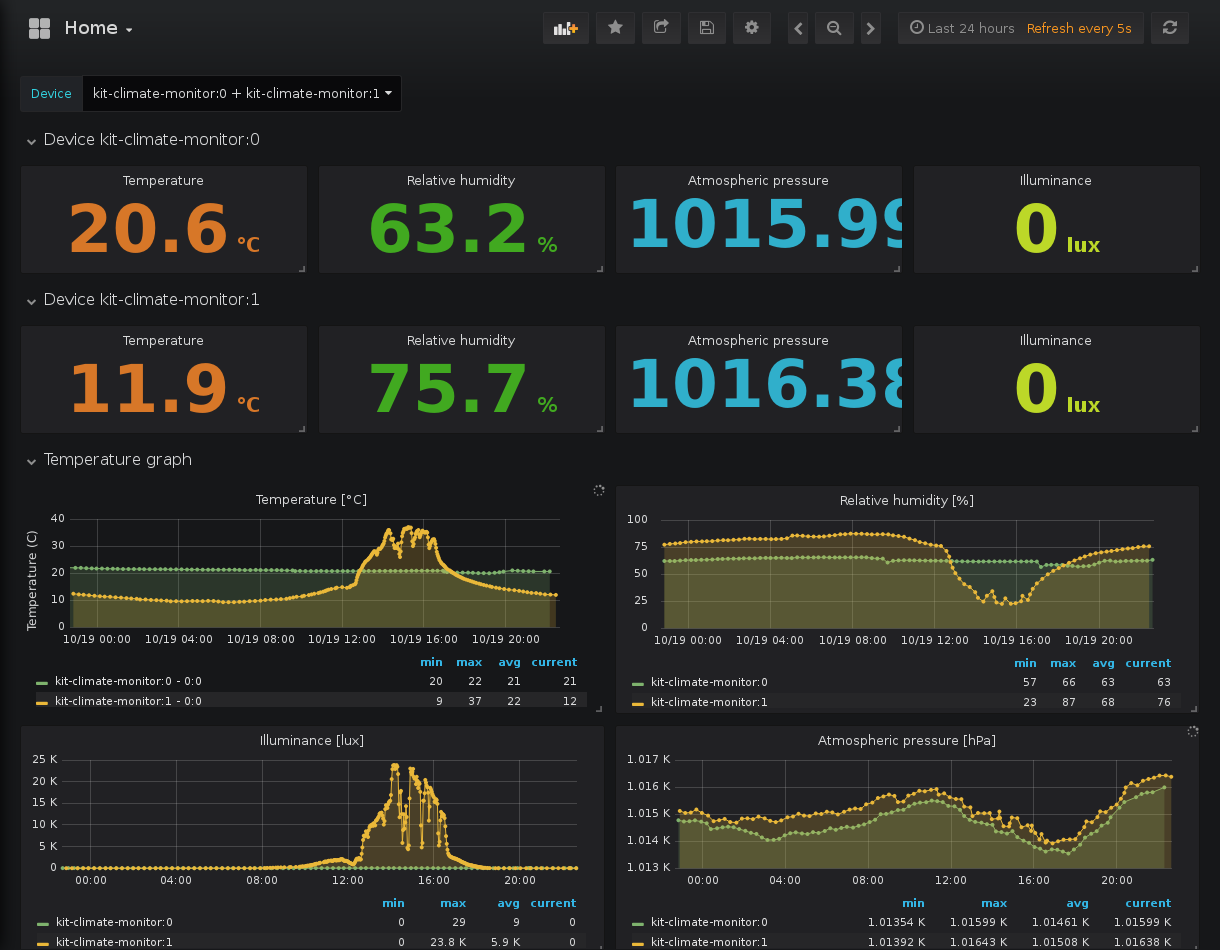 Home
Last 24 hours Refresh every 5s
Device kit-climate-monitor:0 + kit-climate-monitor:1
Device kit-climate-monitor:0
Temperature Relative humidity Atmospheric pressure Illuminance
20.6 °C 63.2 % 1015.99 0 lux
Device kit-climate-monitor:1
Temperature Relative humidity Atmospheric pressure Illuminance
11.9 °C 75.7 % 1016.38 0 lux
Temperature graph
Temperature [°C]
Temperature (C)
40
30
20
10
0
10/19 00:00 10/19 04:00 10/19 08:00 10/19 12:00 10/19 16:00 10/19 20:00
min max avg current
kit-climate-monitor:0 - 0:0 20 22 21 21
kit-climate-monitor:1 - 0:0 9 37 22 12
Relative humidity [%]
100
75
50
25
0
10/19 00:00 10/19 04:00 10/19 08:00 10/19 12:00 10/19 16:00 10/19 20:00
min max avg current
kit-climate-monitor:0 57 66 63 63
kit-climate-monitor:1 23 87 68 76
Illuminance [lux]
25 K
20 K
15 K
10 K
5 K
0
00:00 04:00 08:00 12:00 16:00 20:00
min max avg current
kit-climate-monitor:0 0 29 9 0
kit-climate-monitor:1 0 23.8 K 5.9 K 0
Atmospheric pressure [hPa]
1.017 K
1.016 K
1.015 K
1.014 K
1.013 K
00:00 04:00 08:00 12:00 16:00 20:00
min max avg current
kit-climate-monitor:0 1.01354 K 1.01599 K 1.01461 K 1.01599 K
kit-climate-monitor:1 1.01392 K 1.01643 K 1.01508 K 1.01638 K